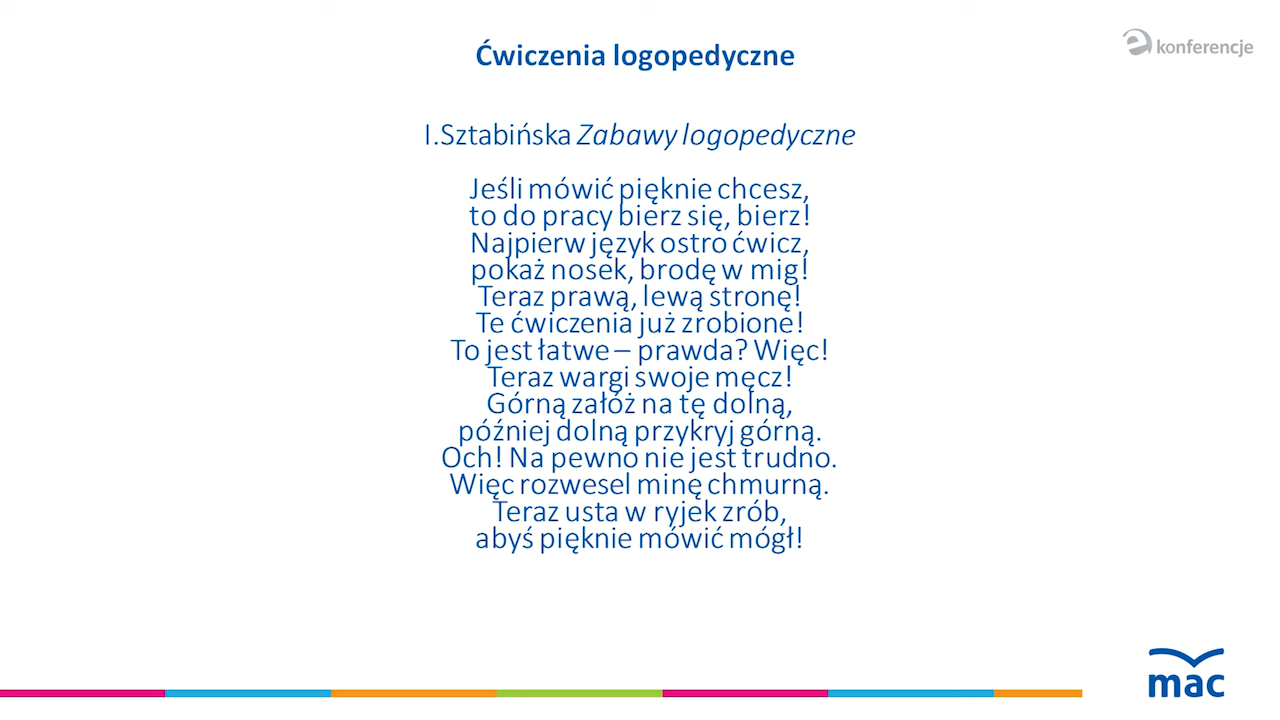 Ćwiczenia logopedyczne
e konferencje
I.Sztabińska Zabawy logopedyczne
Jeśli mówić pięknie chcesz,
to do pracy bierz się, bierz!
Najpierw język ostro ćwicz,
pokaż nosek, brodę w mig!
Teraz prawą, lewą stronę!
Te ćwiczenia już zrobione!
To jest łatwe – prawda? Więc!
Teraz wargi swoje męcz!
Górną załóż na tę dolną,
później dolną przykryj górną.
Och! Na pewno nie jest trudno.
Więc rozwesel minę chmurną.
Teraz usta w ryjek zrób,
abyś pięknie mówić mógł!
mac